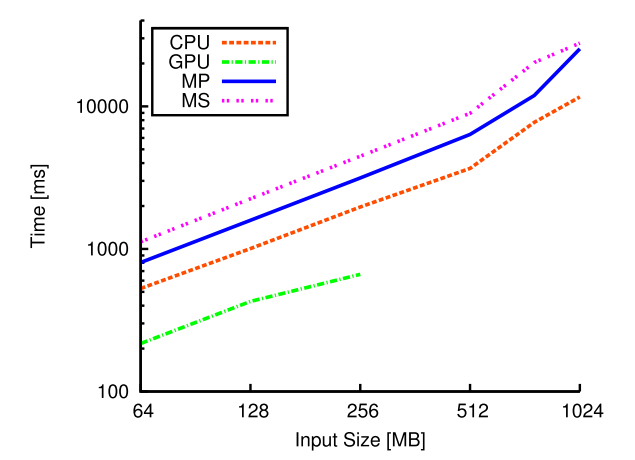 CPU
GPU
MP
MS
10000
1000
100
Time [ms]
64 128 256 512 1024
Input Size [MB]